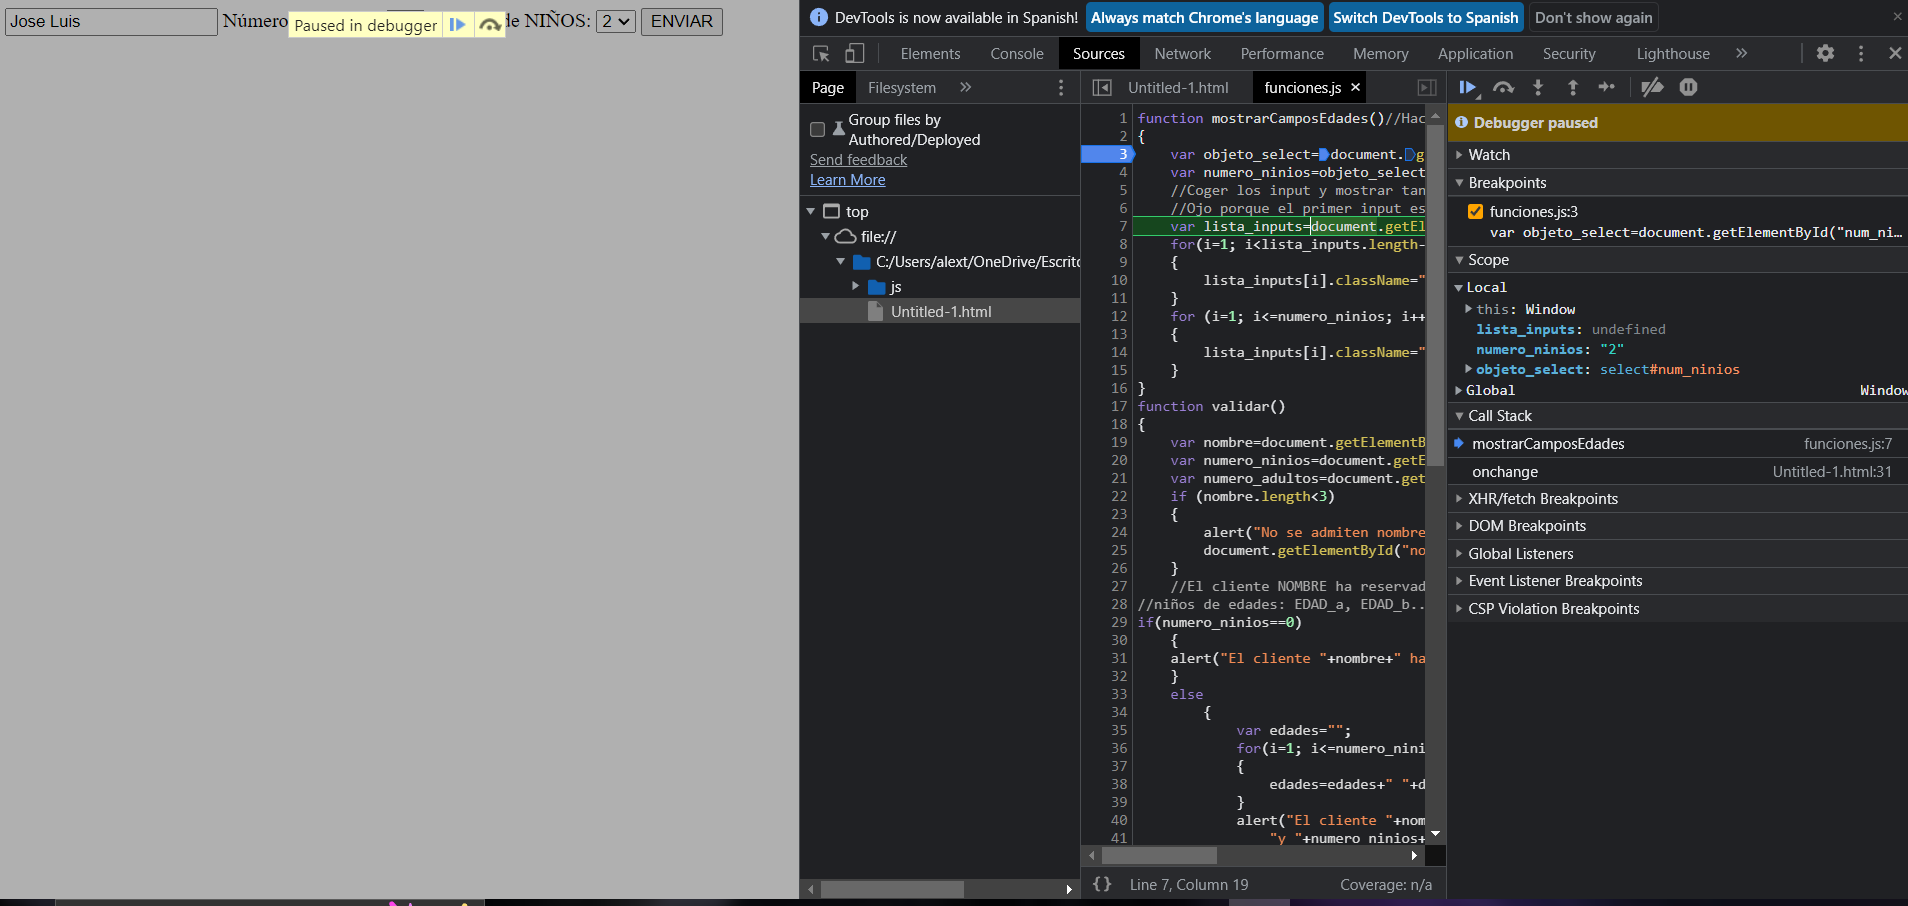 Jose Luis Número Paused in debugger de NIÑOS: 2 ENVIAR
DevTools is now available in Spanish! Always match Chrome's language Switch DevTools to Spanish Don't show again
Elements Console Sources Network Performance Memory Application Security Lighthouse
Page Filesystem
Untitled-1.html funciones.js
Group files by
Authored/Deployed
Send feedback
Learn More
top
file://
C:/Users/alext/OneDrive/Escrito
js
Untitled-1.html
1 function mostrarCamposEdades()//Hac
2 {
3 var objeto_select=document.g
4 var numero_ninios=objeto_select
5 //Coger los input y mostrar tan
6 //Ojo porque el primer input es
7 var lista_inputs=document.getEl
8 for(i=1; i<lista_inputs.length-
9 {
10 lista_inputs[i].className="
11 }
12 for (i=1; i<=numero_ninios; i++
13 {
14 lista_inputs[i].className="
15 }
16 }
17 function validar()
18 {
19 var nombre=document.getElementB
20 var numero_ninios=document.getE
21 var numero_adultos=document.get
22 if (nombre.length<3)
23 {
24 alert("No se admiten nombre
25 document.getElementById("no
26 }
27 //El cliente NOMBRE ha reservad
28 //niños de edades: EDAD_a, EDAD_b..
29 if(numero_ninios==0)
30 {
31 alert("El cliente "+nombre+" ha
32 }
33 else
34 {
35 var edades="";
36 for(i=1; i<=numero_nini
37 {
38 edades=edades+" "+d
39 }
40 alert("El cliente "+nom
41 "y "+numero_ninios+
{} Line 7, Column 19 Coverage: n/a
Debugger paused
Watch
Breakpoints
funciones.js:3
var objeto_select=document.getElementById("num_ni…
Scope
Local
this: Window
lista_inputs: undefined
numero_ninios: "2"
objeto_select: select#num_ninios
Global Window
Call Stack
mostrarCamposEdades funciones.js:7
onchange Untitled-1.html:31
XHR/fetch Breakpoints
DOM Breakpoints
Global Listeners
Event Listener Breakpoints
CSP Violation Breakpoints